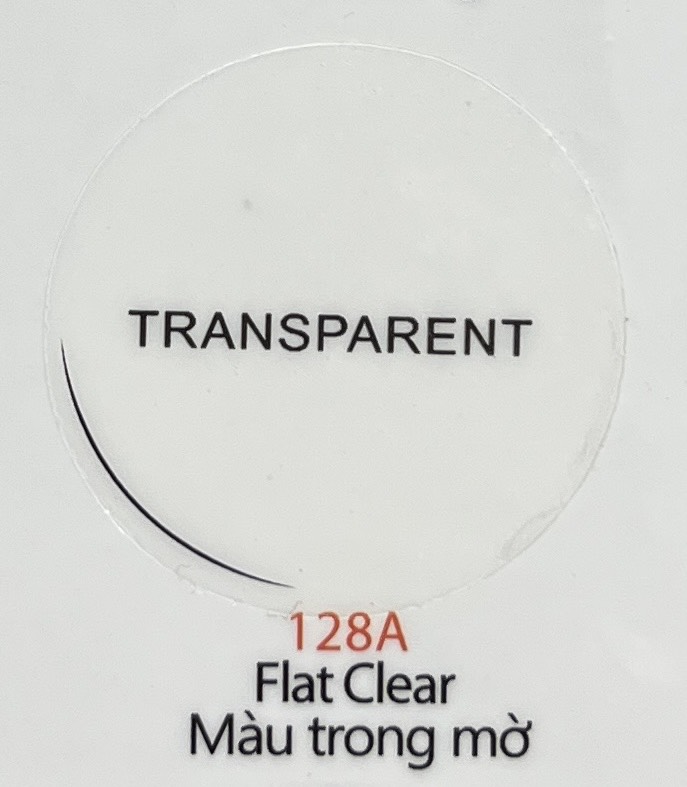 TRANSPARENT
128A
Flat Clear
Màu trong mờ